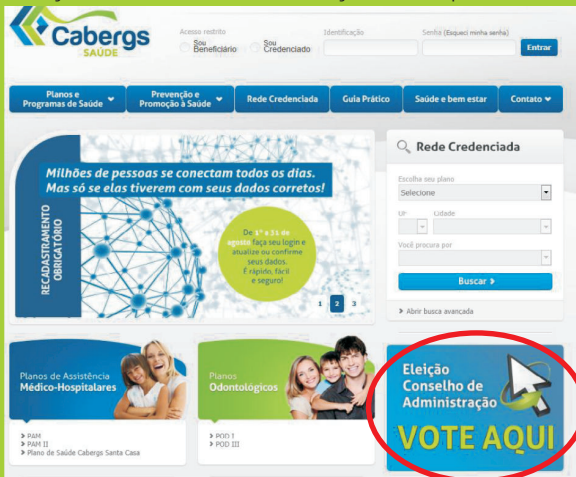 Cabergs
SAÚDE
Acesso restrito
Sou Beneficiário
Sou Credenciado
Identificação
Senha (Esqueci minha senha)
Entrar
Planos e
Programas de Saúde
Prevenção e
Promoção à Saúde
Rede Credenciada
Guia Prático
Saúde e bem estar
Contato
RECADASTRAMENTO
OBRIGATÓRIO
Milhões de pessoas se conectam todos os dias.
Mas só se elas tiverem com seus dados corretos!
De 1º a 31 de
agosto faça seu login e
atualize ou confirme
seus dados.
É rápido, fácil
e seguro!
1 2 3
Rede Credenciada
Escolha seu plano
Selecione
UF Cidade
Você procura por
Buscar >
> Abrir busca avançada
Planos de Assistência
Médico-Hospitalares
> PAM
> PAM II
> Plano de Saúde Cabergs Santa Casa
Planos
Odontológicos
> POD I
> POD III
Eleição
Conselho de
Administração
VOTE AQUI